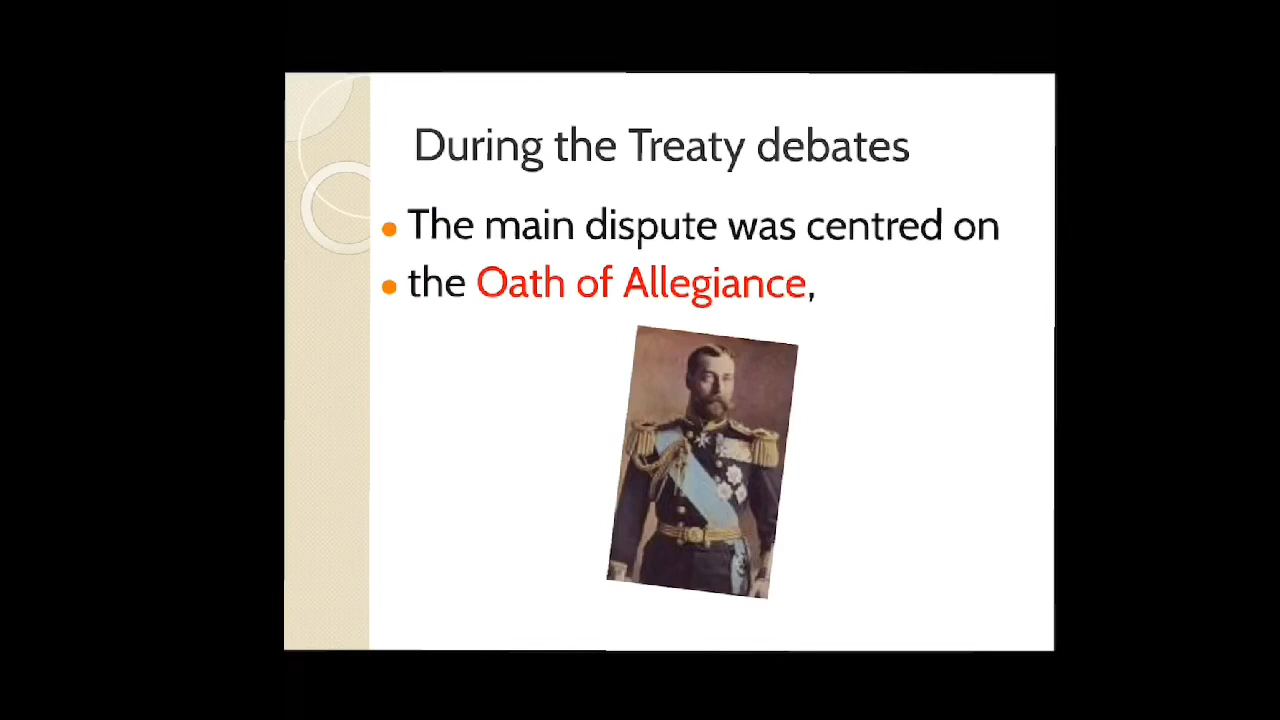 During the Treaty debates
The main dispute was centred on
the Oath of Allegiance,